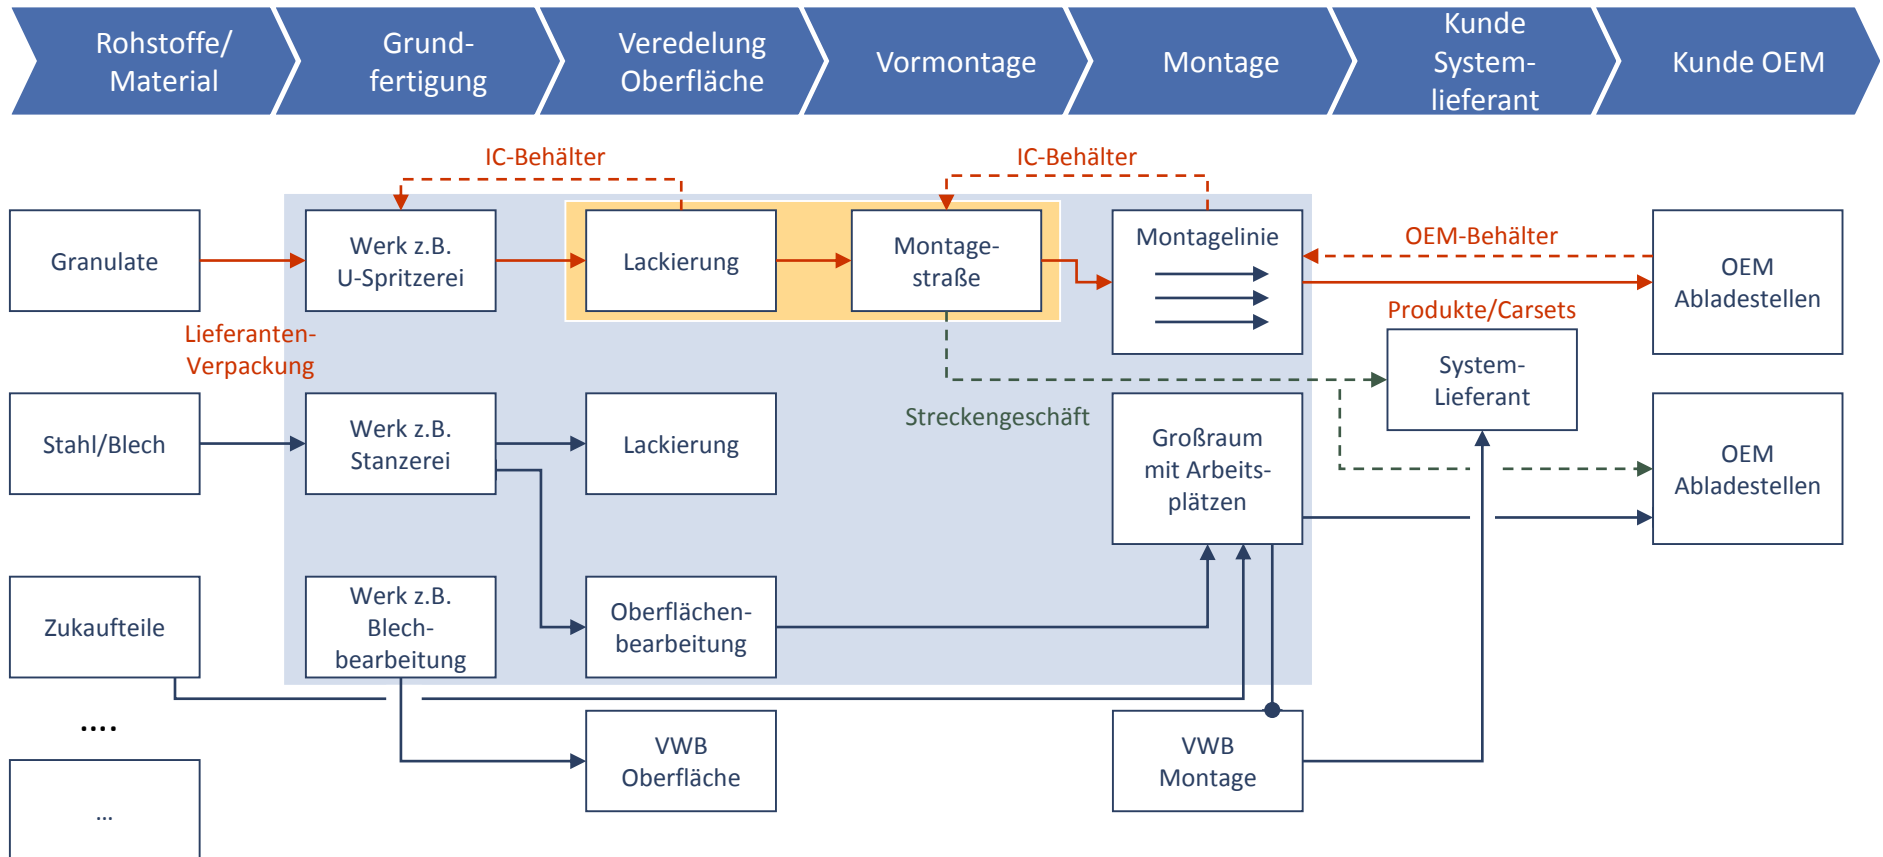 Rohstoffe/
Material
Grund-
fertigung
Veredelung
Oberfläche
Vormontage
Montage
Kunde
System-
lieferant
Kunde OEM
IC-Behälter
IC-Behälter
Granulate
Werk z.B.
U-Spritzerei
Lackierung
Montage-
straße
Montagelinie
OEM-Behälter
OEM
Abladestellen
Produkte/Carsets
Lieferanten-
Verpackung
System-
Lieferant
Streckengeschäft
Stahl/Blech
Werk z.B.
Stanzerei
Lackierung
Großraum
mit Arbeits-
plätzen
OEM
Abladestellen
Zukaufteile
Werk z.B.
Blech-
bearbeitung
Oberflächen-
bearbeitung
....
VWB
Oberfläche
VWB
Montage
...